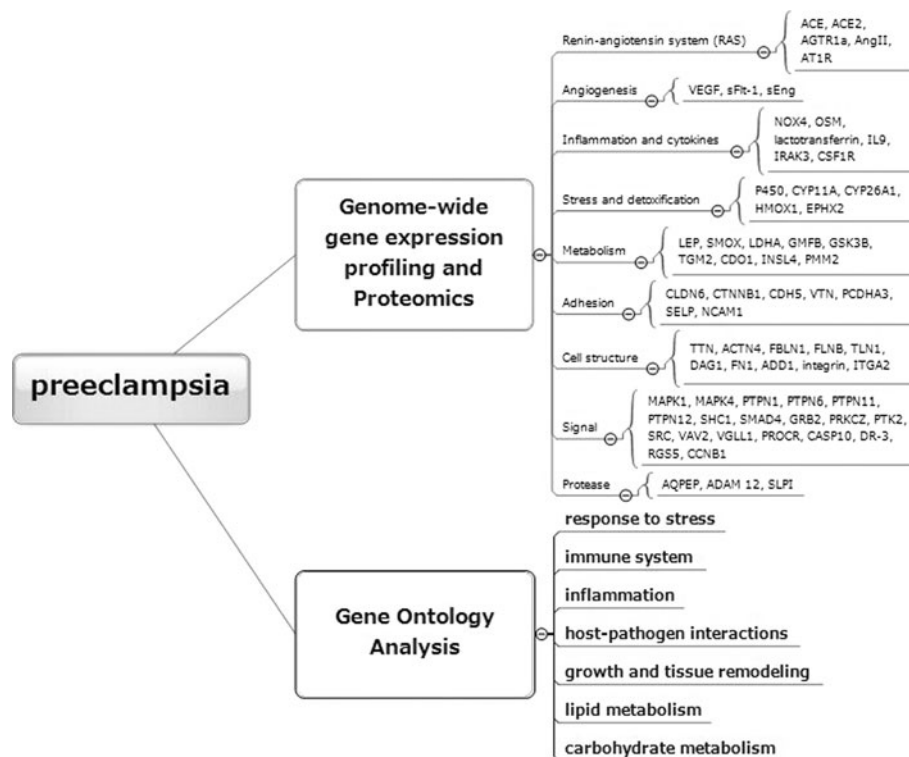 preeclampsia
Genome-wide
gene expression
profiling and
Proteomics
Renin-angiotensin system (RAS)
ACE, ACE2,
AGTR1a, AngII,
AT1R
Angiogenesis
VEGF, sFlt-1, sEng
Inflammation and cytokines
NOX4, OSM,
lactotransferrin, IL9,
IRAK3, CSF1R
Stress and detoxification
P450, CYP11A, CYP26A1,
HMOX1, EPHX2
Metabolism
LEP, SMOX, LDHA, GMFB, GSK3B,
TGM2, CDO1, INSL4, PMM2
Adhesion
CLDN6, CTNNB1, CDH5, VTN, PCDHA3,
SELP, NCAM1
Cell structure
TTN, ACTN4, FBLN1, FLNB, TLN1,
DAG1, FN1, ADD1, integrin, ITGA2
Signal
MAPK1, MAPK4, PTPN1, PTPN6, PTPN11,
PTPN12, SHC1, SMAD4, GRB2, PRKCZ, PTK2,
SRC, VAV2, VGLL1, PROCR, CASP10, DR-3,
RGS5, CCNB1
Protease
AQPEP, ADAM 12, SLPI
Gene Ontology
Analysis
response to stress
immune system
inflammation
host-pathogen interactions
growth and tissue remodeling
lipid metabolism
carbohydrate metabolism